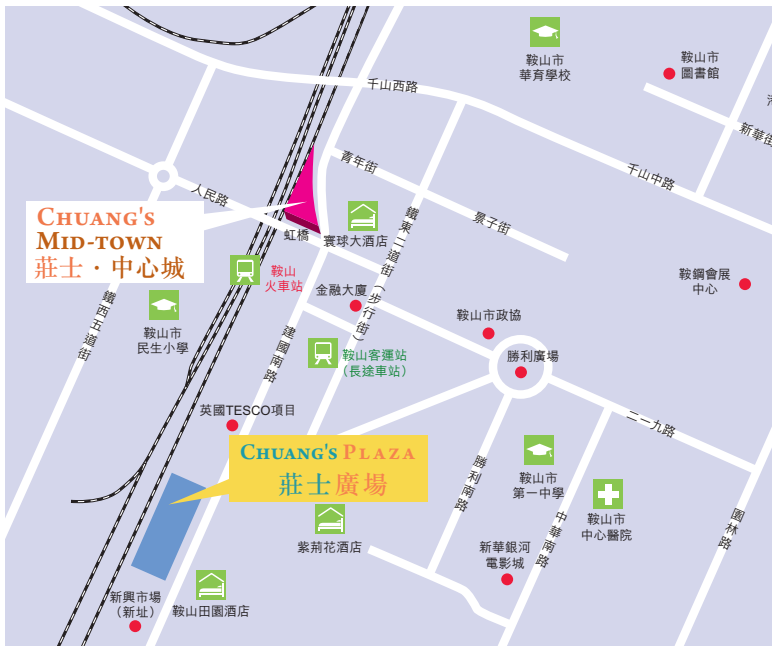 鞍山市
華育學校
鞍山市
圖書館
千山西路
新華街
青年街
千山中路
人民路
景子街
CHUANG'S
MID-TOWN
莊士·中心城
虹橋
寰球大酒店
鐵東二道街（步行街）
鞍山
火車站
鞍鋼會展
中心
金融大廈
鞍山市政協
鐵西五道街
鞍山市
民生小學
建國南路
鞍山客運站
（長途車站）
勝利廣場
英國TESCO項目
二一九路
CHUANG'S PLAZA
莊士廣場
勝利南路
鞍山市
第一中學
中華南路
鞍山市
中心醫院
園林路
紫荊花酒店
新華銀河
電影城
新興市場
（新址）
鞍山田園酒店